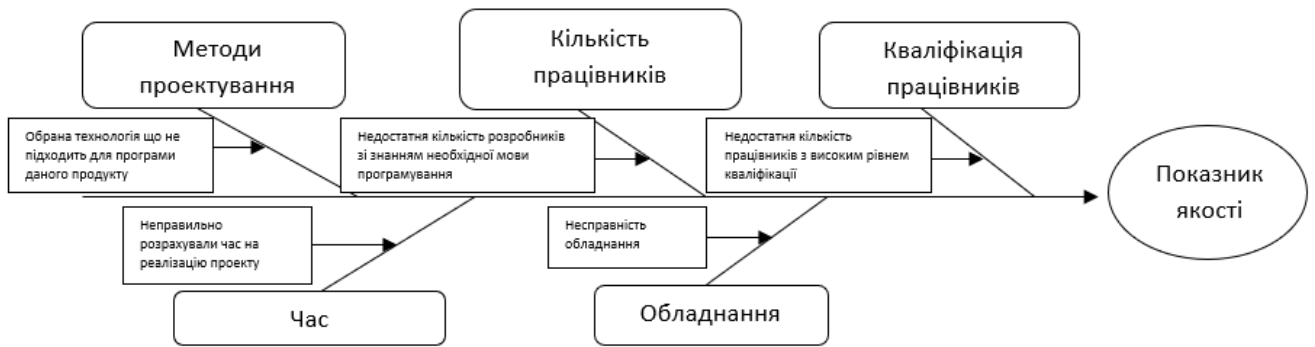 Методи
проектування
Кількість
працівників
Кваліфікація
працівників
Обрана технологія що не
підходить для програми
даного продукту
Недостатня кількість розробників
зі знанням необхідної мови
програмування
Недостатня кількість
працівників з високим рівнем
кваліфікації
Показник
якості
Неправильно
розрахували час на
реалізацію проекту
Несправність
обладнання
Час
Обладнання